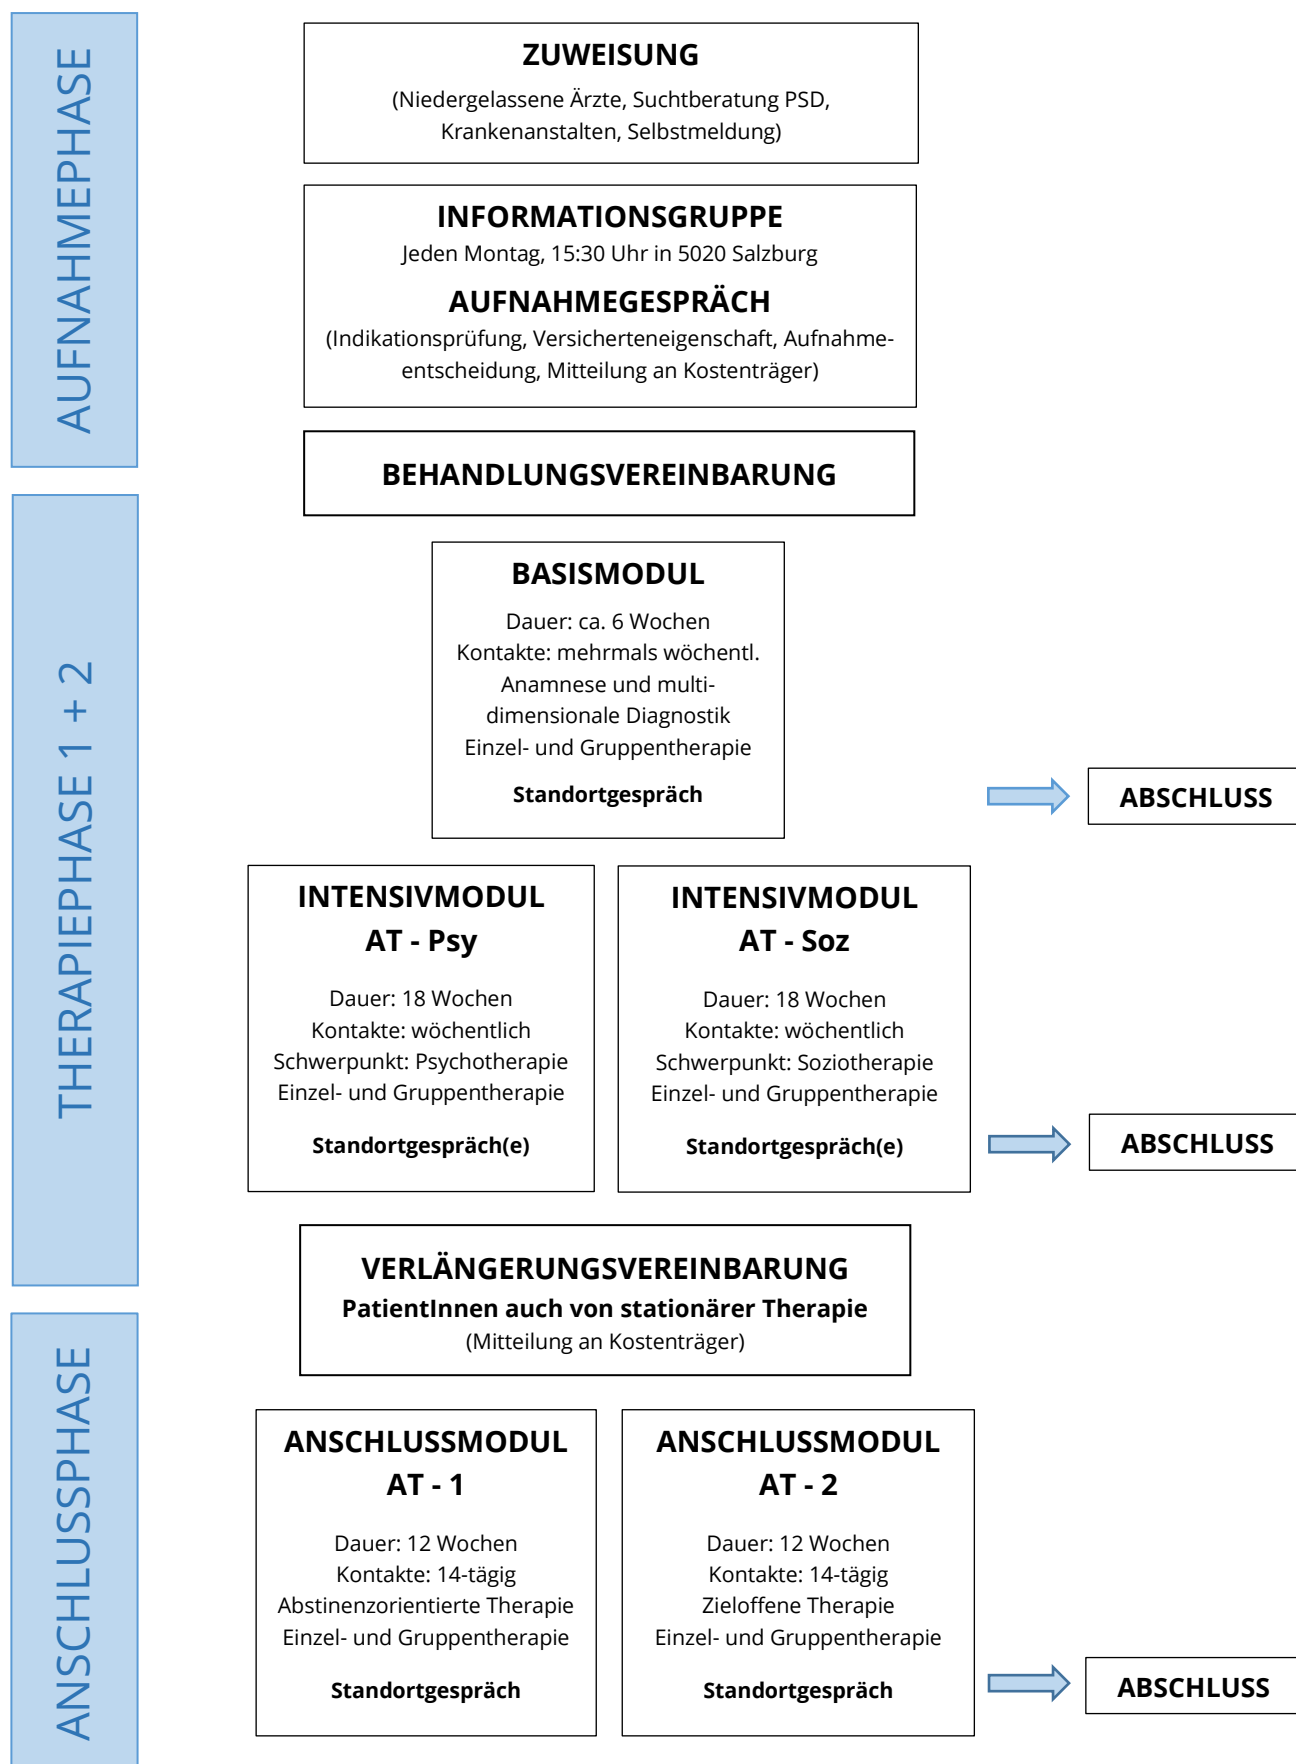 AUFNAHMEPHASE
ZUWEISUNG
(Niedergelassene Ärzte, Suchtberatung PSD,
Krankenanstalten, Selbstmeldung)
INFORMATIONSGRUPPE
Jeden Montag, 15:30 Uhr in 5020 Salzburg
AUFNAHMEGESPRÄCH
(Indikationsprüfung, Versicherteneigenschaft, Aufnahme-
entscheidung, Mitteilung an Kostenträger)
BEHANDLUNGSVEREINBARUNG
THERAPIEPHASE 1 + 2
BASISMODUL
Dauer: ca. 6 Wochen
Kontakte: mehrmals wöchentl.
Anamnese und multi-
dimensionale Diagnostik
Einzel- und Gruppentherapie
Standortgespräch
ABSCHLUSS
INTENSIVMODUL
AT - Psy
Dauer: 18 Wochen
Kontakte: wöchentlich
Schwerpunkt: Psychotherapie
Einzel- und Gruppentherapie
Standortgespräch(e)
INTENSIVMODUL
AT - Soz
Dauer: 18 Wochen
Kontakte: wöchentlich
Schwerpunkt: Soziotherapie
Einzel- und Gruppentherapie
Standortgespräch(e)
ABSCHLUSS
VERLÄNGERUNGSVEREINBARUNG
PatientInnen auch von stationärer Therapie
(Mitteilung an Kostenträger)
ANSCHLUSSPHASE
ANSCHLUSSMODUL
AT - 1
Dauer: 12 Wochen
Kontakte: 14-tägig
Abstinenzorientierte Therapie
Einzel- und Gruppentherapie
Standortgespräch
ANSCHLUSSMODUL
AT - 2
Dauer: 12 Wochen
Kontakte: 14-tägig
Zieloffene Therapie
Einzel- und Gruppentherapie
Standortgespräch
ABSCHLUSS